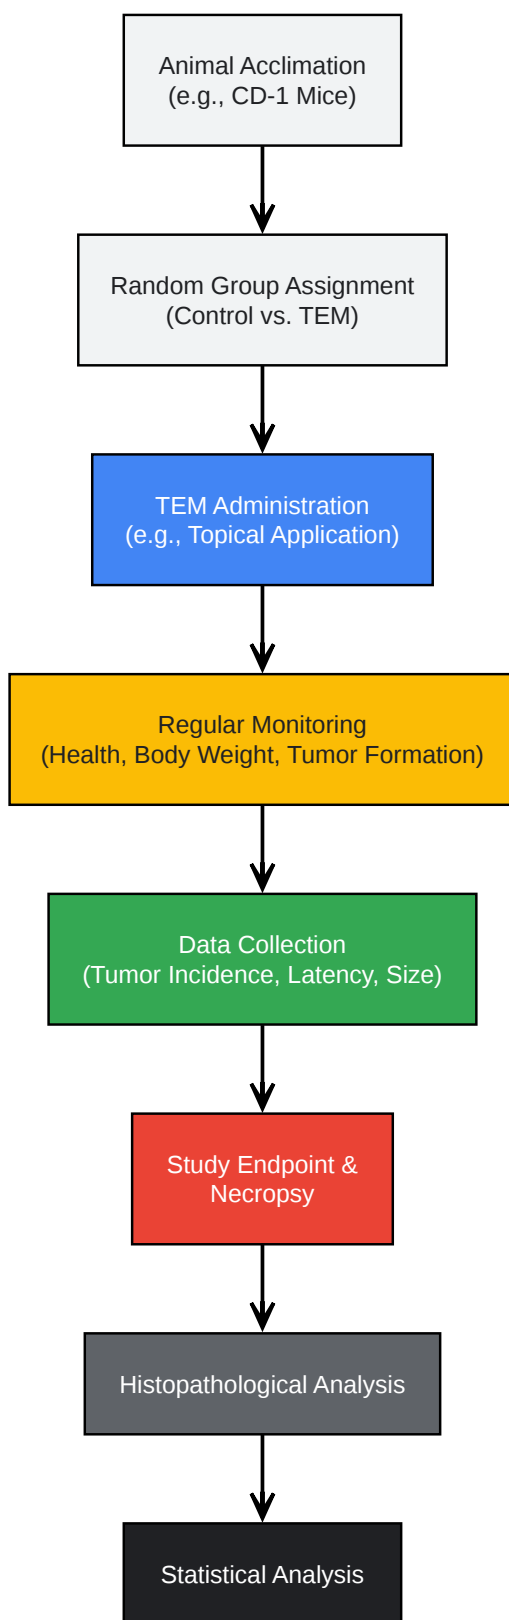 Animal Acclimation
(e.g., CD-1 Mice)
Random Group Assignment
(Control vs. TEM)
TEM Administration
(e.g., Topical Application)
Regular Monitoring
(Health, Body Weight, Tumor Formation)
Data Collection
(Tumor Incidence, Latency, Size)
Study Endpoint &
Necropsy
Histopathological Analysis
Statistical Analysis